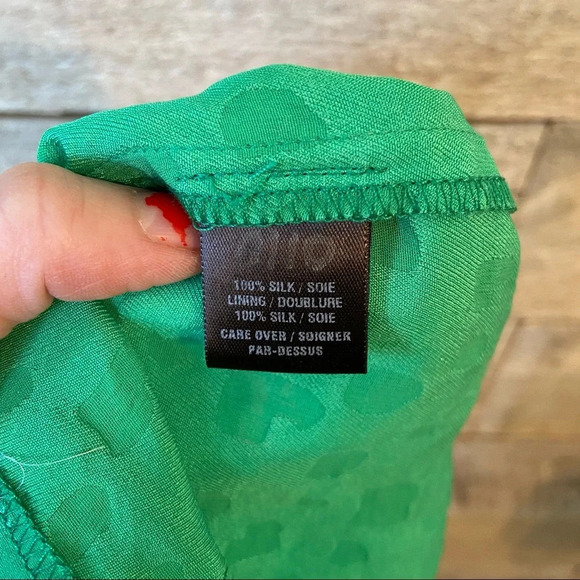 100% SILK / SOIE
LINING / DOUBLURE
100% SILK / SOIE
CARE OVER / SOIGNER
PAR-DESSUS